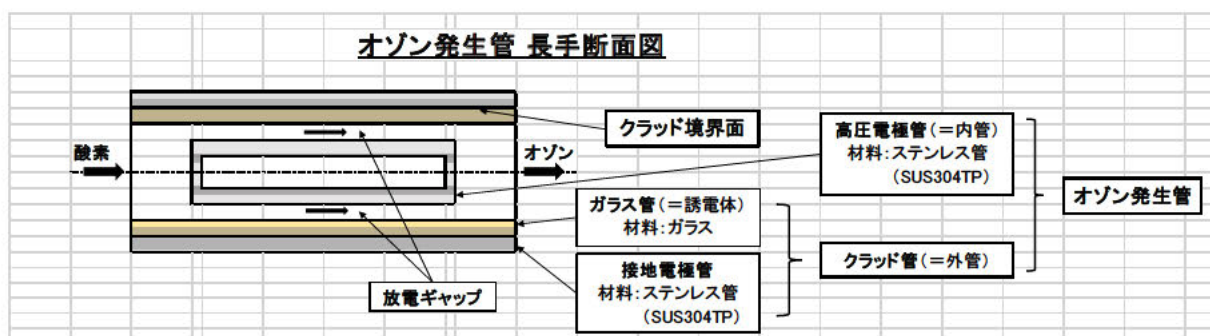 オゾン発生管 長手断面図
クラッド境界面
高圧電極管(=内管)
材料:ステンレス管
(SUS304TP)
酸素
オゾン
オゾン発生管
ガラス管(=誘電体)
材料:ガラス
クラッド管(=外管)
接地電極管
材料:ステンレス管
(SUS304TP)
放電ギャップ